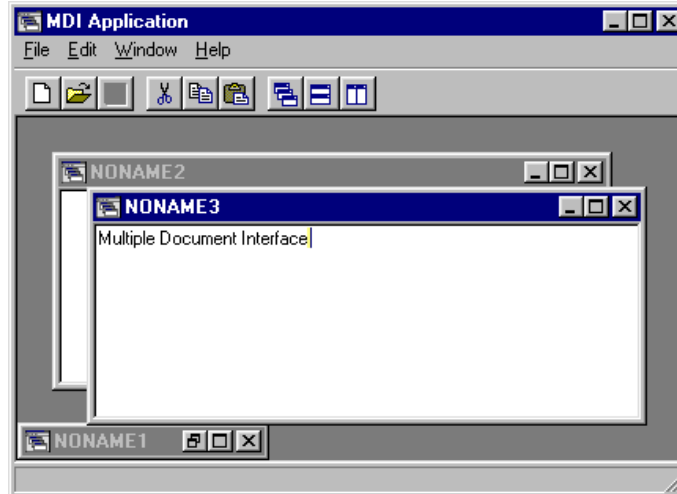 MDI Application
File Edit Window Help
NONAME2
NONAME3
Multiple Document Interface
NONAME1